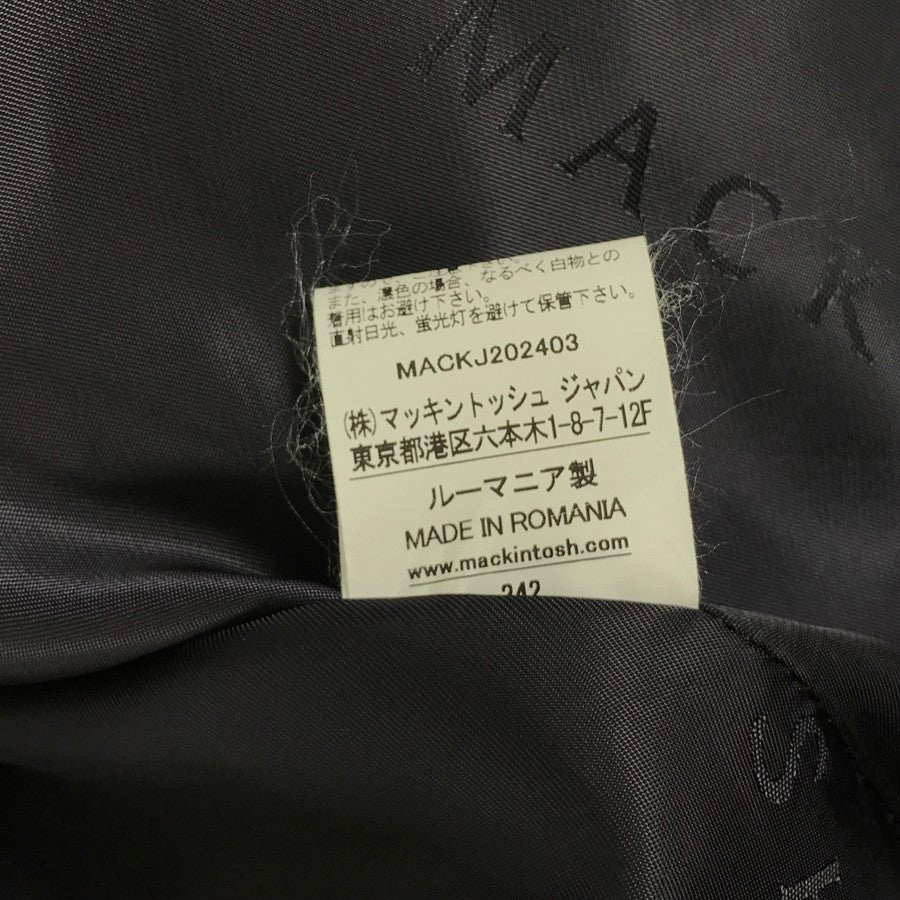 MACK
また、濃色の場合、なるべく白物との
着用はお避け下さい。
直射日光、蛍光灯を避けて保管下さい。
MACKJ202403
(株)マッキントッシュ ジャパン
東京都港区六本木1-8-7-12F
ルーマニア製
MADE IN ROMANIA
www.mackintosh.com
242
S